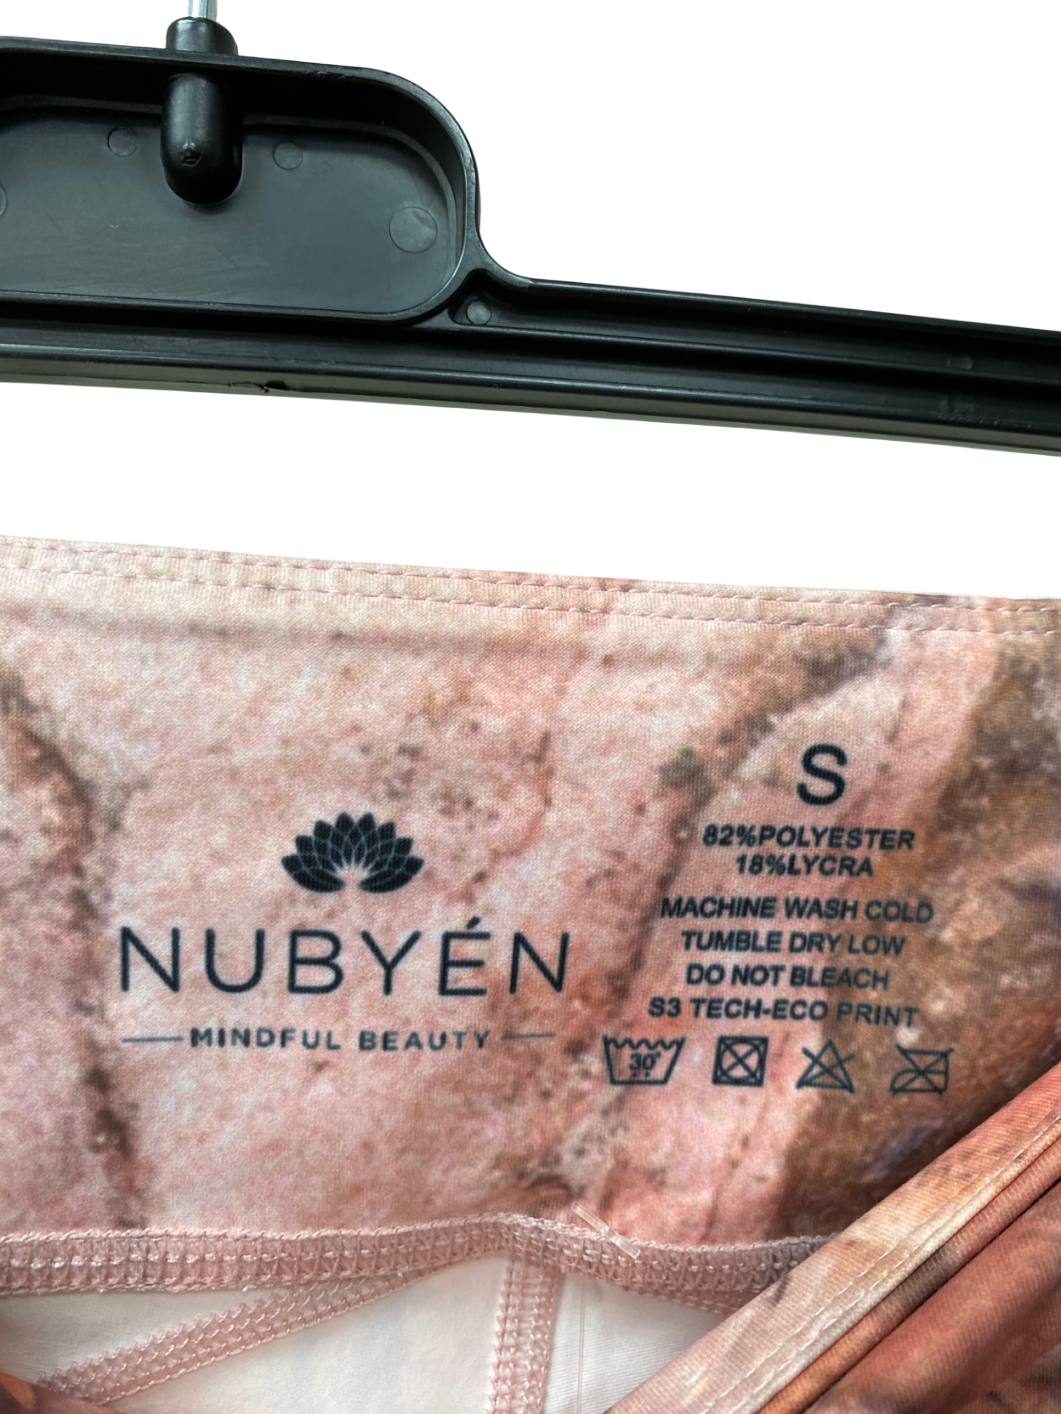 NUBYÉN
MINDFUL BEAUTY
S
82%POLYESTER
18%LYCRA
MACHINE WASH COLD
TUMBLE DRY LOW
DO NOT BLEACH
S3 TECH-ECO PRINT
30°